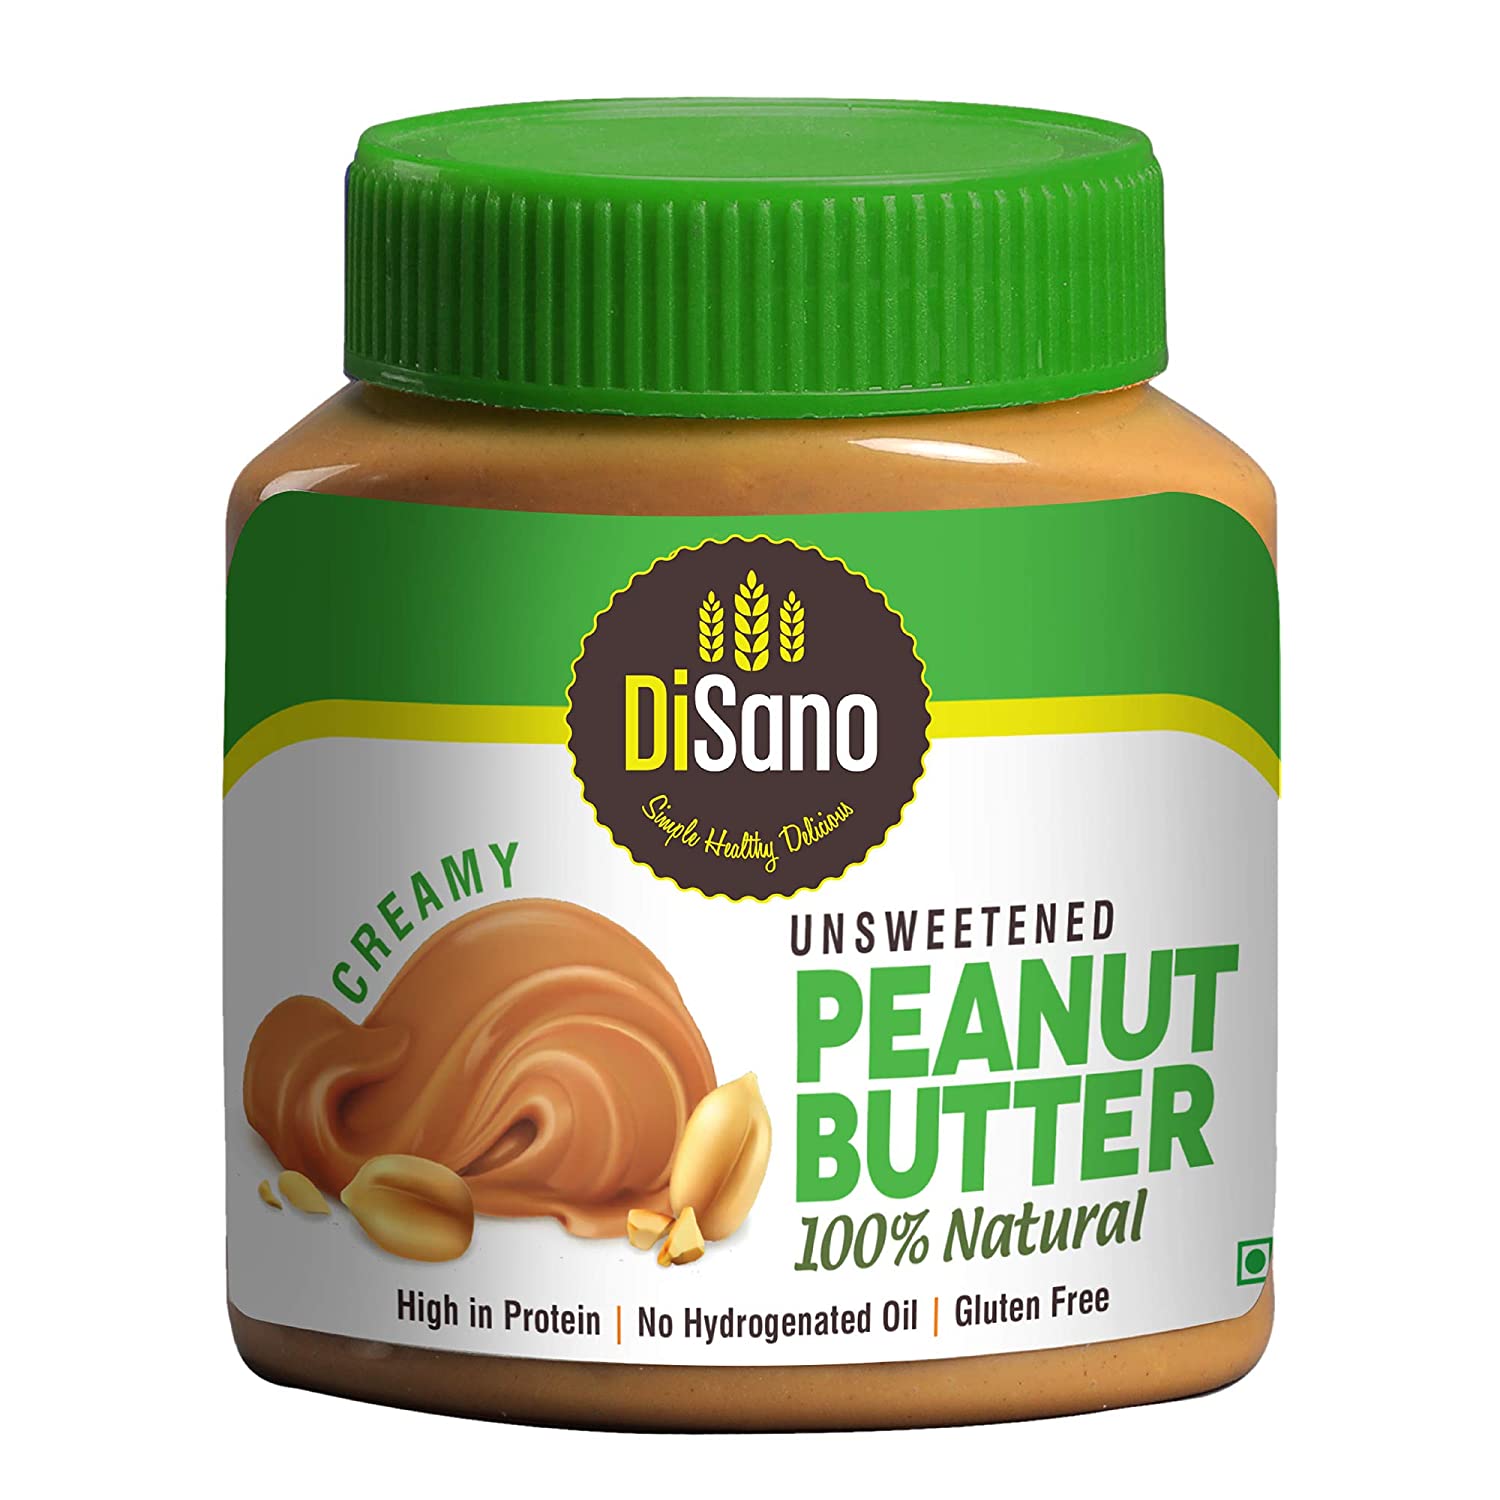 DiSano
Simple Healthy Delicious
CREAMY
UNSWEETENED
PEANUT
BUTTER
100% Natural
High in Protein | No Hydrogenated Oil | Gluten Free